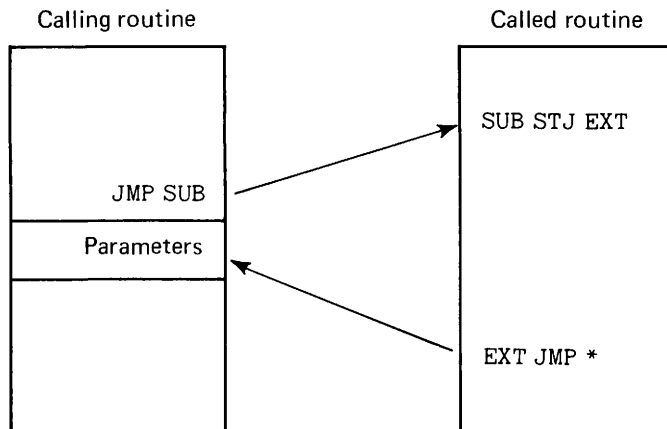 Calling routine
Called routine
SUB STJ EXT
JMP SUB
Parameters
EXT JMP *